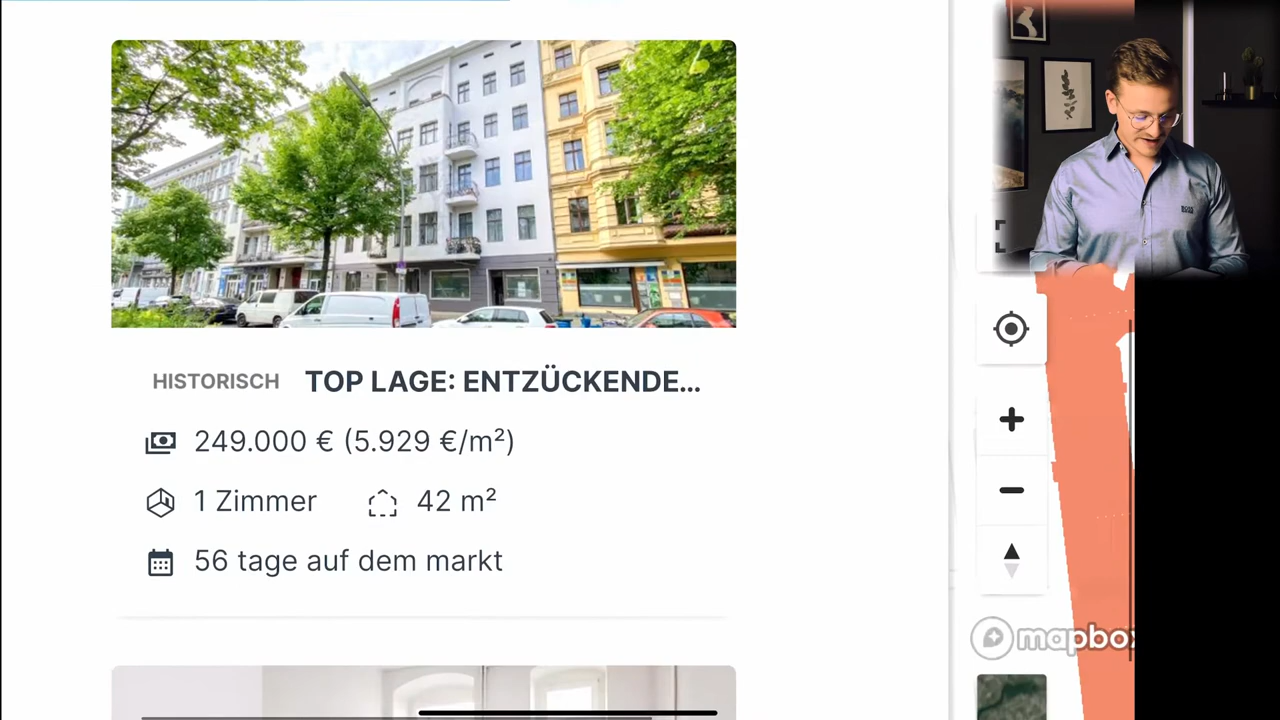 HISTORISCH TOP LAGE: ENTZÜCKENDE...
249.000 € (5.929 €/m²)
1 Zimmer 42 m²
56 tage auf dem markt
mapbox